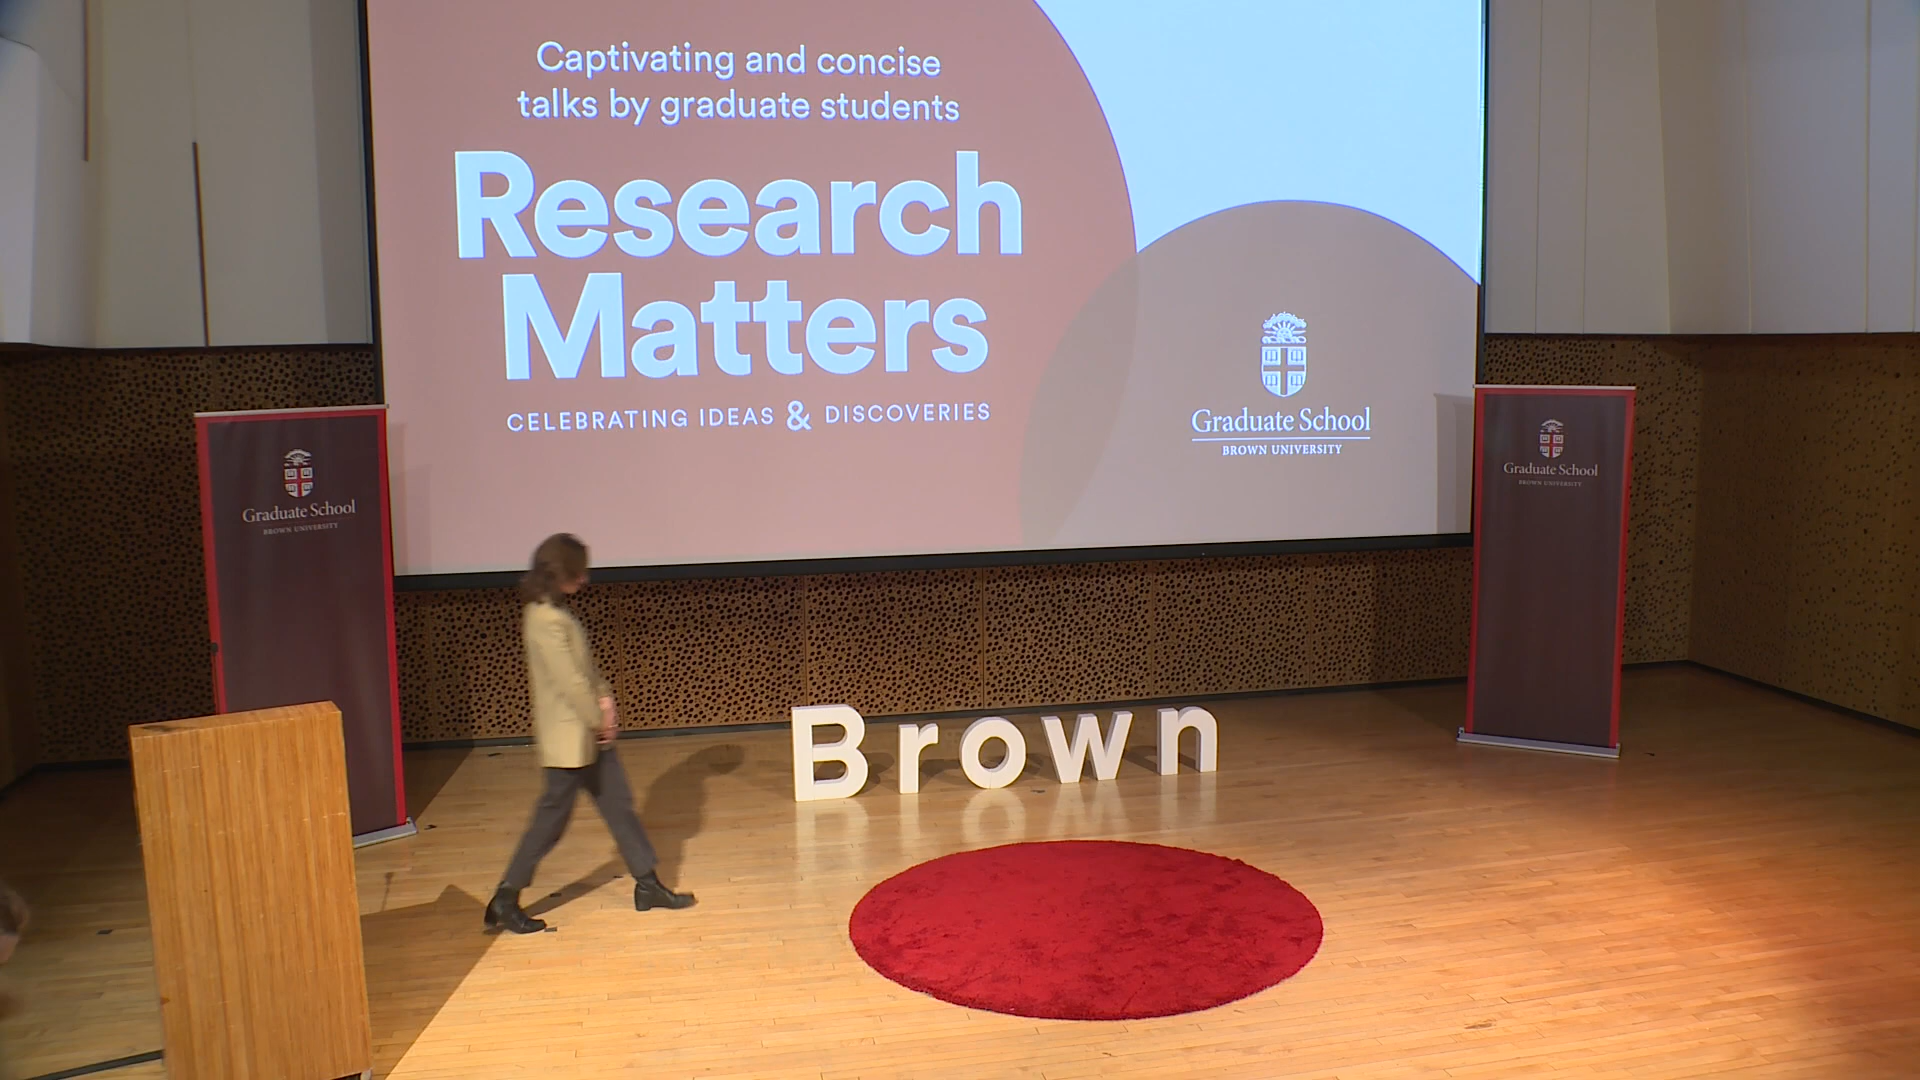 Captivating and concise
talks by graduate students
Research
Matters
CELEBRATING IDEAS & DISCOVERIES
Graduate School
BROWN UNIVERSITY
Graduate School
BROWN UNIVERSITY
Graduate School
BROWN UNIVERSITY
Brown